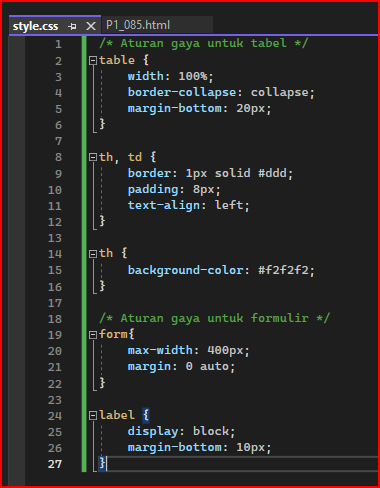 style.css P1_085.html
1 /* Aturan gaya untuk tabel */
2 table {
3 width: 100%;
4 border-collapse: collapse;
5 margin-bottom: 20px;
6 }
7
8 th, td {
9 border: 1px solid #ddd;
10 padding: 8px;
11 text-align: left;
12 }
13
14 th {
15 background-color: #f2f2f2;
16 }
17
18 /* Aturan gaya untuk formulir */
19 form{
20 max-width: 400px;
21 margin: 0 auto;
22 }
23
24 label {
25 display: block;
26 margin-bottom: 10px;
27 }